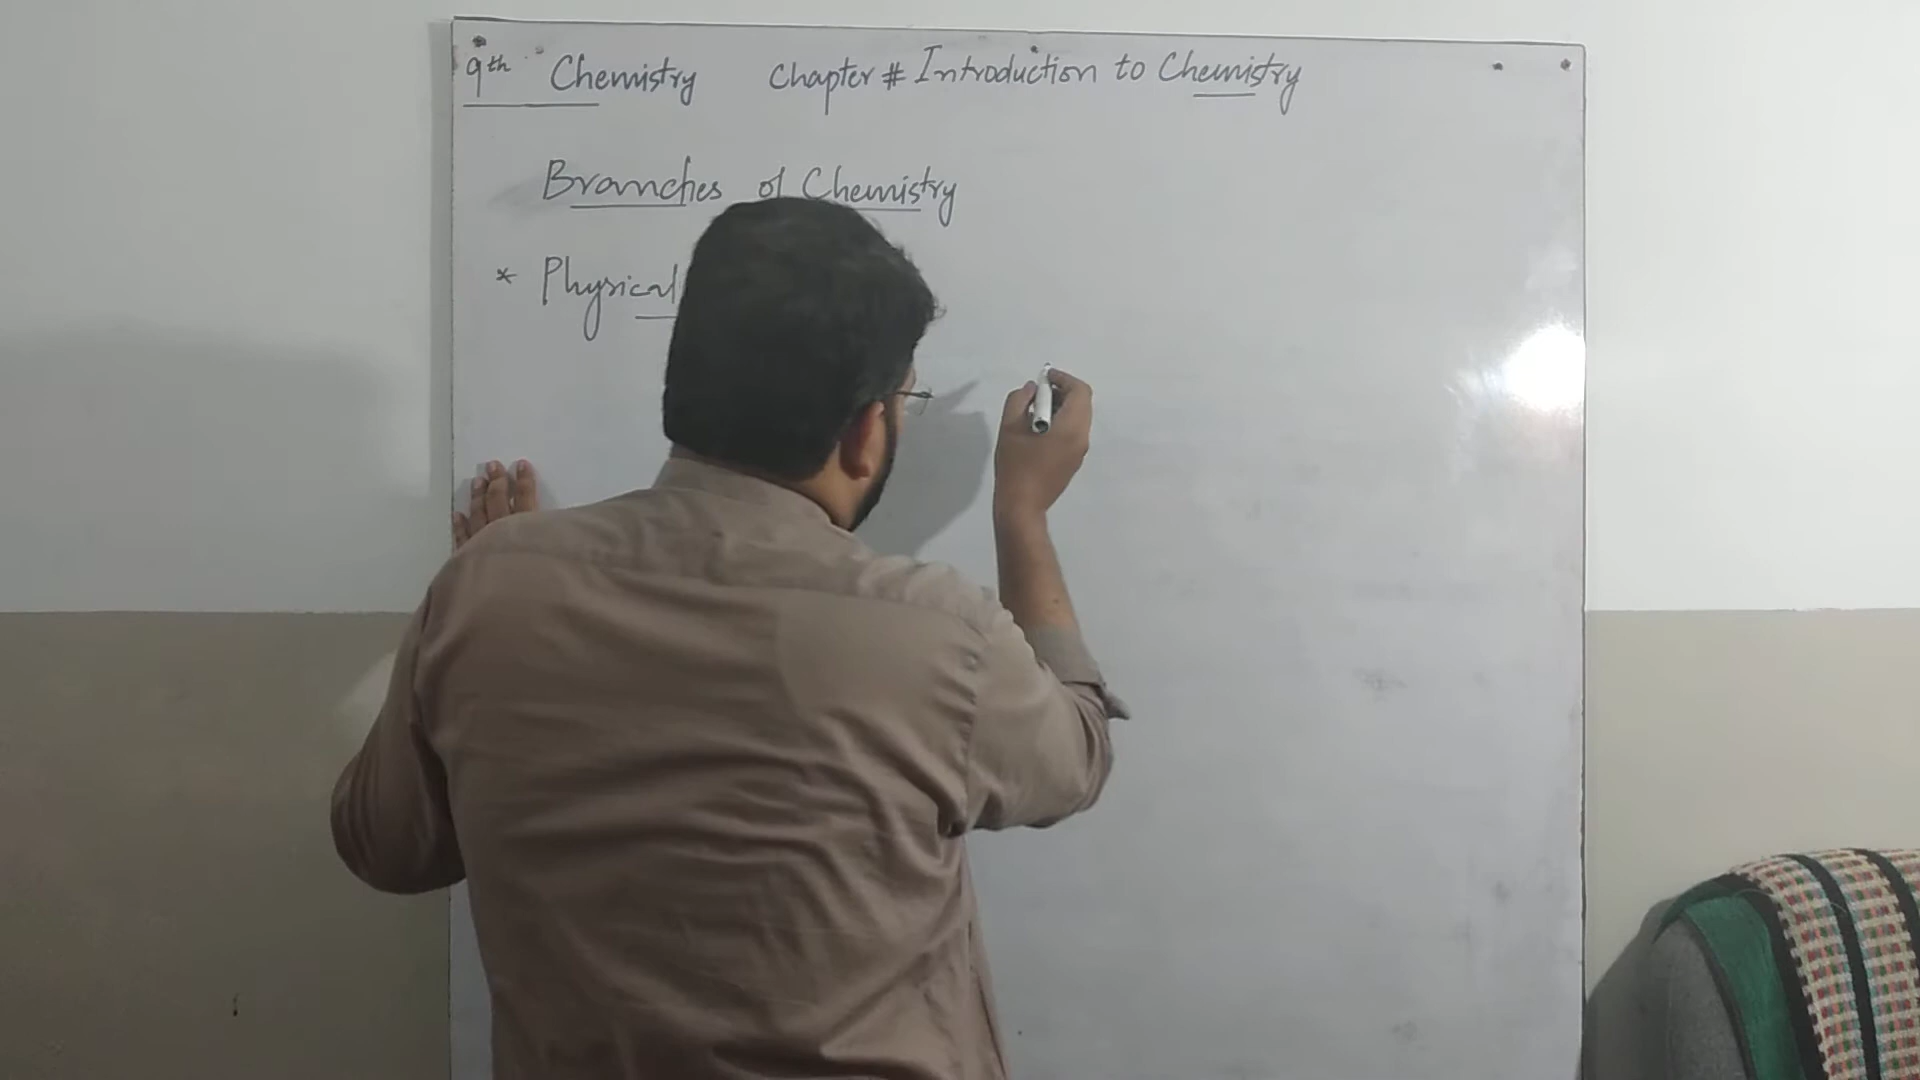 9th Chemistry Chapter # Introduction to Chemistry
Branches of Chemistry
* Physical